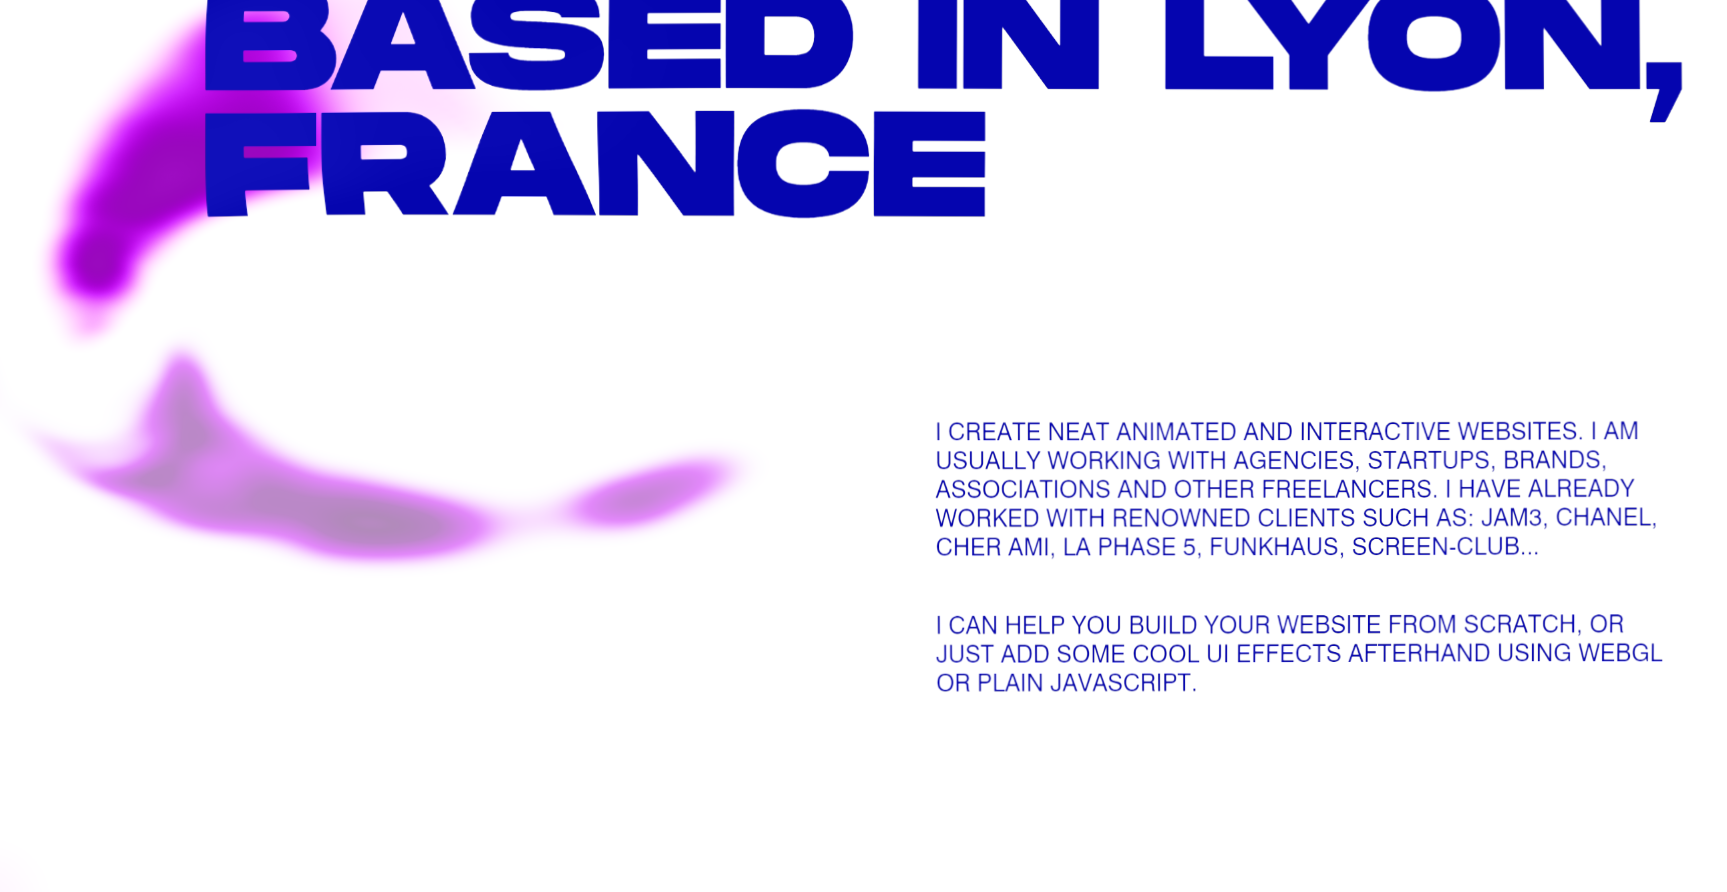 BASED IN LYON,
FRANCE
I CREATE NEAT ANIMATED AND INTERACTIVE WEBSITES. I AM
USUALLY WORKING WITH AGENCIES, STARTUPS, BRANDS,
ASSOCIATIONS AND OTHER FREELANCERS. I HAVE ALREADY
WORKED WITH RENOWNED CLIENTS SUCH AS: JAM3, CHANEL,
CHER AMI, LA PHASE 5, FUNKHAUS, SCREEN-CLUB...
I CAN HELP YOU BUILD YOUR WEBSITE FROM SCRATCH, OR
JUST ADD SOME COOL UI EFFECTS AFTERHAND USING WEBGL
OR PLAIN JAVASCRIPT.